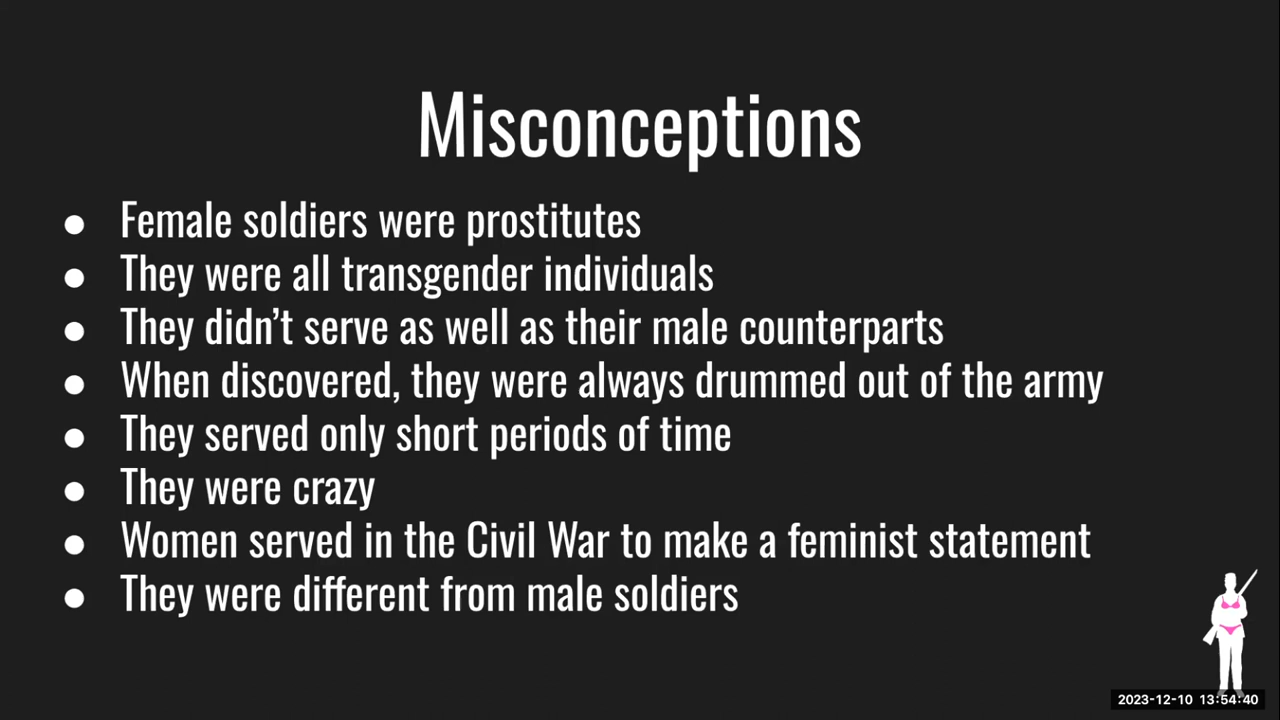 Misconceptions
● Female soldiers were prostitutes
● They were all transgender individuals
● They didn’t serve as well as their male counterparts
● When discovered, they were always drummed out of the army
● They served only short periods of time
● They were crazy
● Women served in the Civil War to make a feminist statement
● They were different from male soldiers
2023-12-10 13:54:40